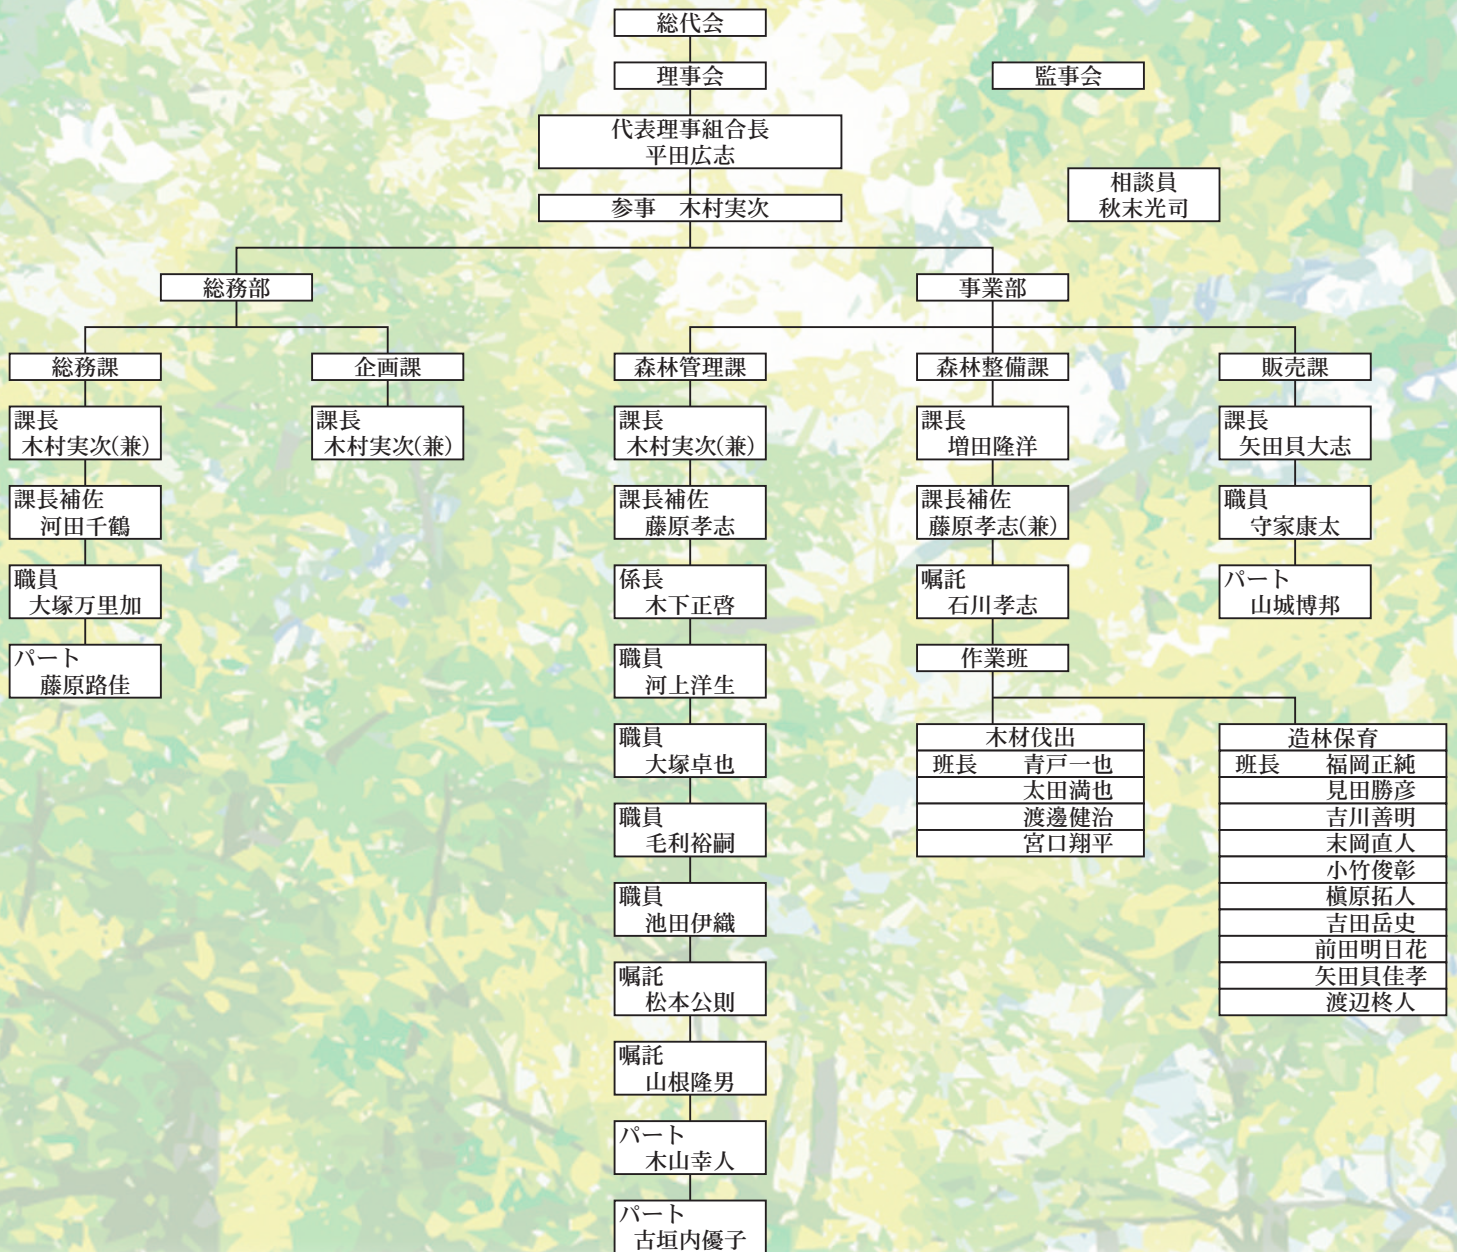 総代会
理事会
監事会
代表理事組合長
平田広志
相談員
秋末光司
参事　木村実次
総務部
事業部
総務課
企画課
森林管理課
森林整備課
販売課
課長
木村実次(兼)
課長補佐
河田千鶴
職員
大塚万里加
パート
藤原路佳
課長
木村実次(兼)
課長
木村実次(兼)
課長補佐
藤原孝志
係長
木下正啓
職員
河上洋生
職員
大塚卓也
職員
毛利裕嗣
職員
池田伊織
嘱託
松本公則
嘱託
山根隆男
パート
木山幸人
パート
古垣内優子
課長
増田隆洋
課長補佐
藤原孝志(兼)
嘱託
石川孝志
作業班
木材伐出
班長　青戸一也
太田満也
渡邊健治
宮口翔平
課長
矢田貝大志
職員
守家康太
パート
山城博邦
造林保育
班長　福岡正純
見田勝彦
吉川善明
末岡直人
小竹俊彰
槇原拓人
吉田岳史
前田明日花
矢田貝佳孝
渡辺柊人